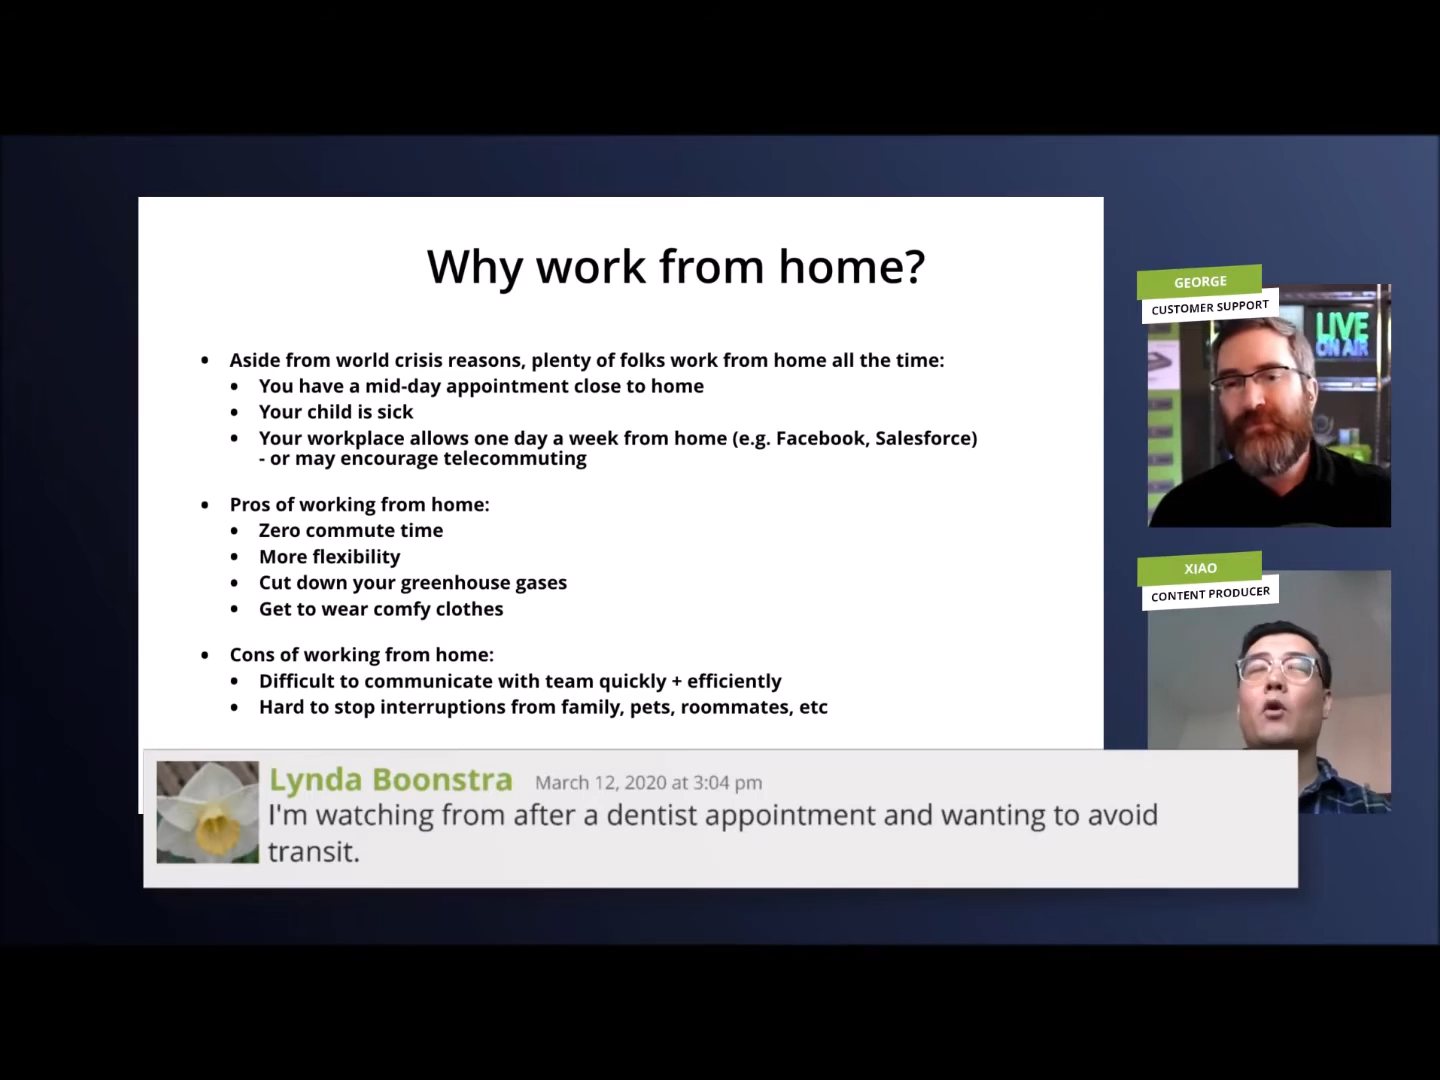 Why work from home?
• Aside from world crisis reasons, plenty of folks work from home all the time:
• You have a mid-day appointment close to home
• Your child is sick
• Your workplace allows one day a week from home (e.g. Facebook, Salesforce)
- or may encourage telecommuting
• Pros of working from home:
• Zero commute time
• More flexibility
• Cut down your greenhouse gases
• Get to wear comfy clothes
• Cons of working from home:
• Difficult to communicate with team quickly + efficiently
• Hard to stop interruptions from family, pets, roommates, etc
GEORGE
CUSTOMER SUPPORT
LIVE
ON AIR
XIAO
CONTENT PRODUCER
Lynda Boonstra March 12, 2020 at 3:04 pm
I'm watching from after a dentist appointment and wanting to avoid
transit.